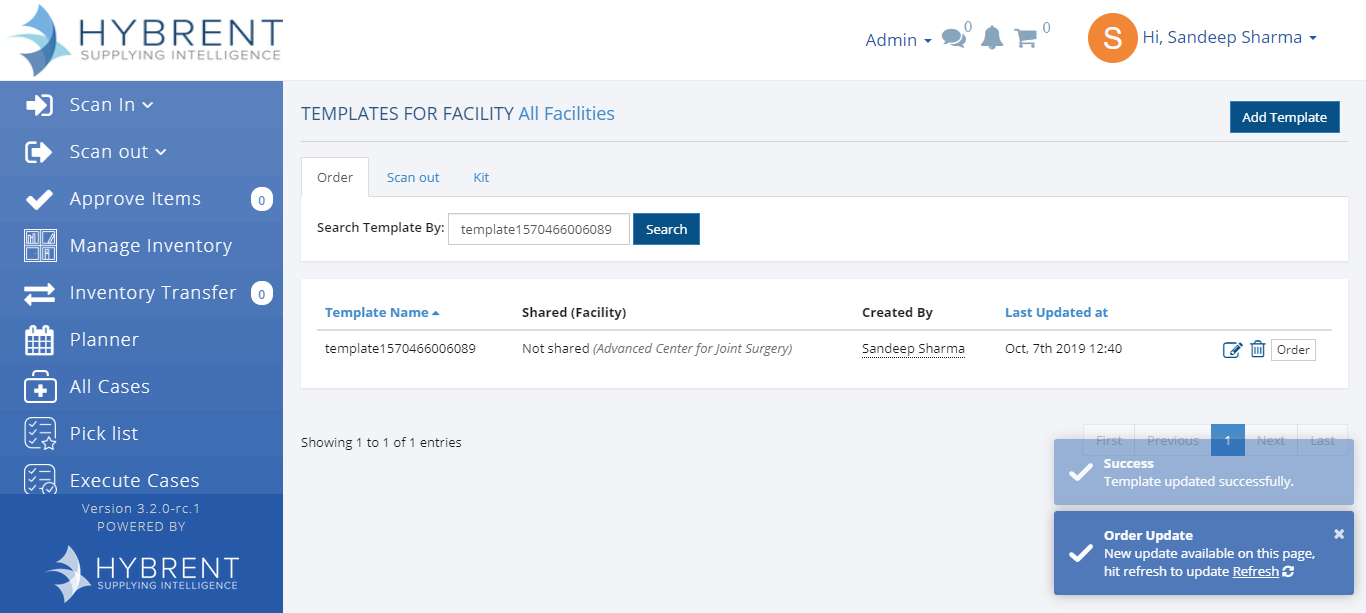 HYBRENT
SUPPLYING INTELLIGENCE
Admin
0
0
S
Hi, Sandeep Sharma
Scan In
Scan out
Approve Items
0
Manage Inventory
Inventory Transfer
0
Planner
All Cases
Pick list
Execute Cases
Version 3.2.0-rc.1
POWERED BY
HYBRENT
SUPPLYING INTELLIGENCE
TEMPLATES FOR FACILITY All Facilities
Add Template
Order Scan out Kit
Search Template By: template1570466006089 Search
Template Name Shared (Facility) Created By Last Updated at
template1570466006089 Not shared (Advanced Center for Joint Surgery) Sandeep Sharma Oct, 7th 2019 12:40 Order
Showing 1 to 1 of 1 entries
First Previous 1 Next Last
Success
Template updated successfully.
Order Update
New update available on this page,
hit refresh to update Refresh